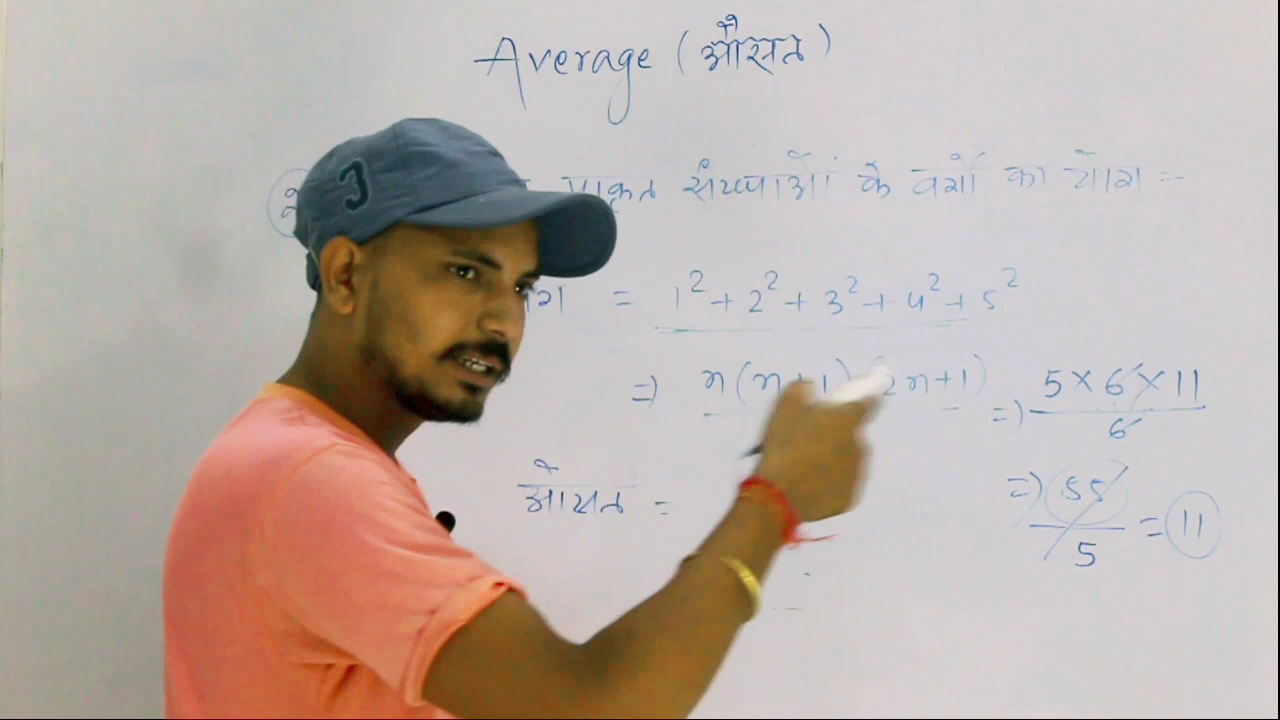 Average (औसत)
प्राकृत संख्याओं के वर्गों का योग :-
= 1² + 2² + 3² + 4² + 5²
⇒ n(n+1)(2n+1) ⇒ 5 × 6 × 11 / 6
औसत =
⇒ 55 / 5 = 11
J